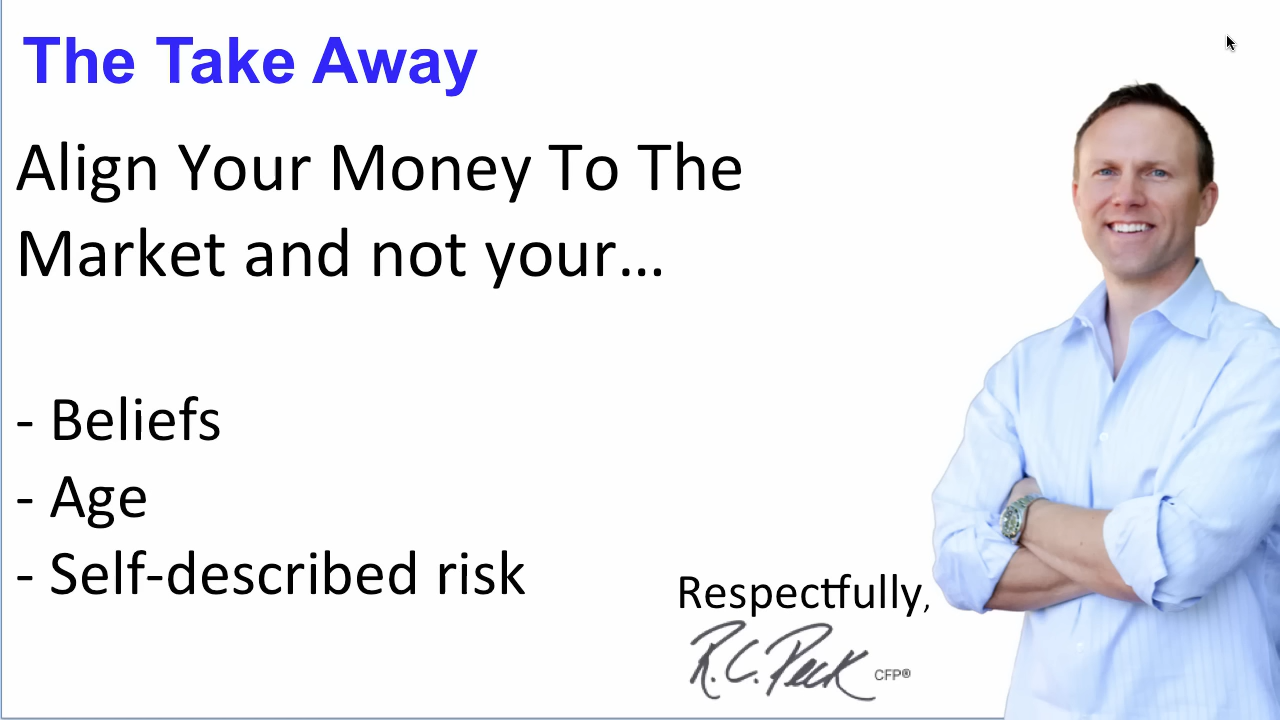 The Take Away
Align Your Money To The
Market and not your...
- Beliefs
- Age
- Self-described risk
Respectfully,
R.C. Peck CFP®